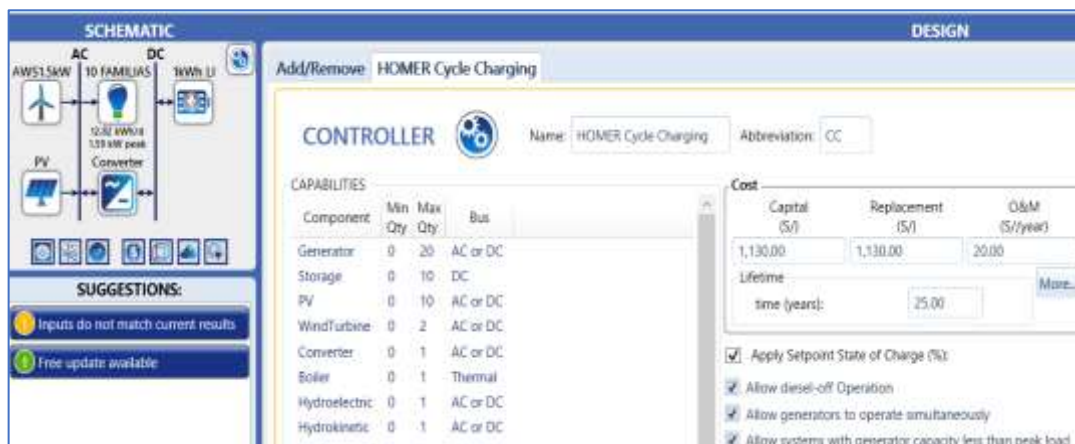 SCHEMATIC
DESIGN
AC DC
AWS1.5kW 10 FAMILIAS 1kWh LI
12.02 kWh/d
1.59 kW peak
PV Converter
SUGGESTIONS:
Inputs do not match current results
Free update available
Add/Remove HOMER Cycle Charging
CONTROLLER Name: HOMER Cycle Charging Abbreviation: CC
CAPABILITIES
Component Min Qty Max Qty Bus
Generator 0 20 AC or DC
Storage 0 10 DC
PV 0 10 AC or DC
WindTurbine 0 2 AC or DC
Converter 0 1 AC or DC
Boiler 0 1 Thermal
Hydroelectric 0 1 AC or DC
Hydrokinetic 0 1 AC or DC
Cost
Capital Replacement O&M
(S/) (S/) (S//year)
1,130.00 1,130.00 20.00
Lifetime
time (years): 25.00 More..
Apply Setpoint State of Charge (%):
Allow diesel-off Operation
Allow generators to operate simultaneously
Allow systems with generator capacity less than peak load